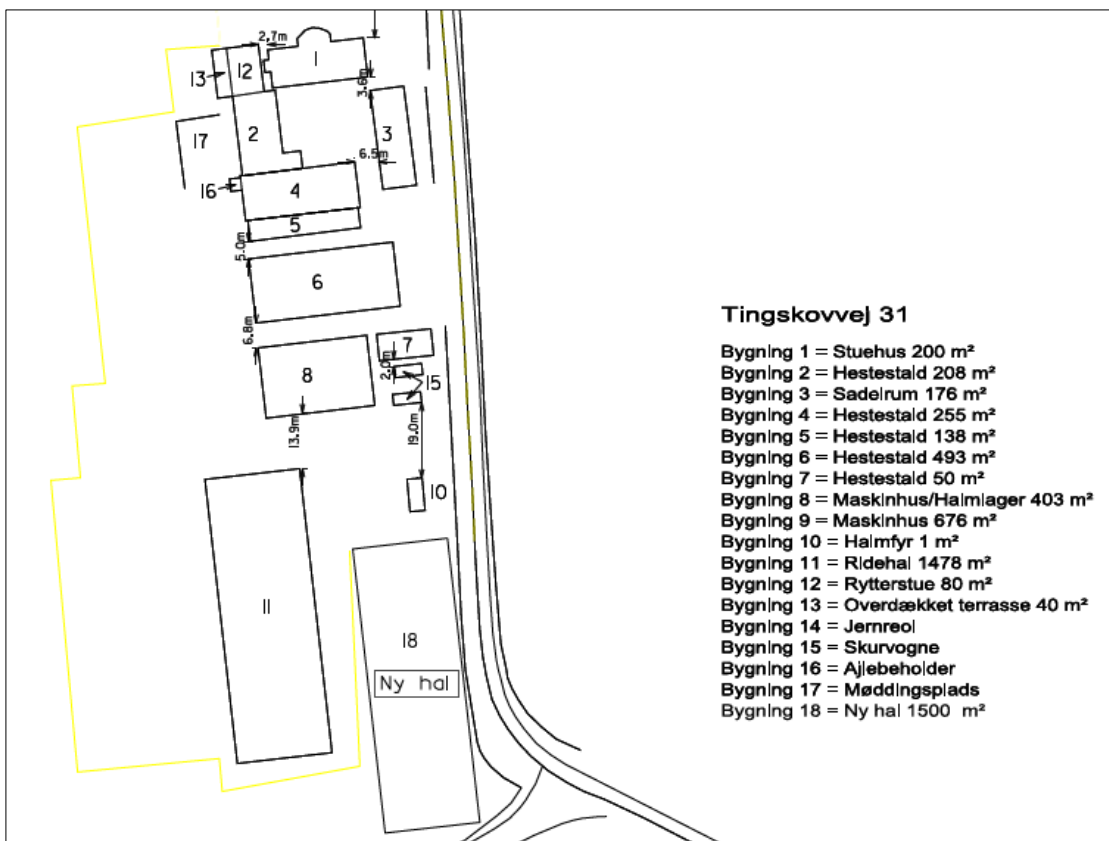 2,7m
1
13
12
3.6m
17
2
3
6.5m
16
4
5
5.0m
6
6.8m
7
2.0m
8
15
13.9m
19.0m
10
11
18
Ny hal
Tingskovvej 31
Bygning 1 = Stuehus 200 m²
Bygning 2 = Hestestald 208 m²
Bygning 3 = Sadelrum 176 m²
Bygning 4 = Hestestald 255 m²
Bygning 5 = Hestestald 138 m²
Bygning 6 = Hestestald 493 m²
Bygning 7 = Hestestald 50 m²
Bygning 8 = Maskinhus/Halmlager 403 m²
Bygning 9 = Maskinhus 676 m²
Bygning 10 = Halmfyr 1 m²
Bygning 11 = Ridehal 1478 m²
Bygning 12 = Rytterstue 80 m²
Bygning 13 = Overdækket terrasse 40 m²
Bygning 14 = Jernreol
Bygning 15 = Skurvogne
Bygning 16 = Ajlebeholder
Bygning 17 = Møddingsplads
Bygning 18 = Ny hal 1500 m²